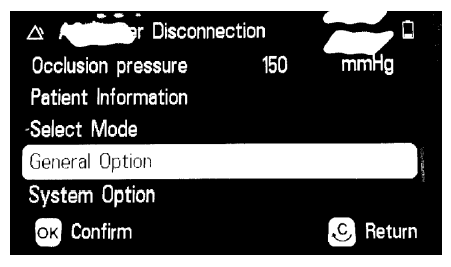 Disconnection
Occlusion pressure 150 mmHg
Patient Information
Select Mode
General Option
System Option
OK Confirm
C Return